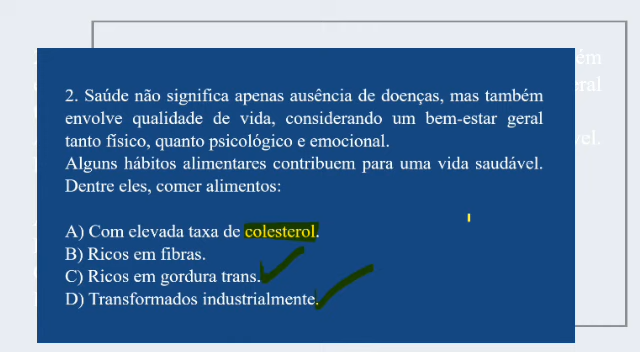 2. Saúde não significa apenas ausência de doenças, mas também
envolve qualidade de vida, considerando um bem-estar geral
tanto físico, quanto psicológico e emocional.
Alguns hábitos alimentares contribuem para uma vida saudável.
Dentre eles, comer alimentos:
A) Com elevada taxa de colesterol.
B) Ricos em fibras.
C) Ricos em gordura trans.
D) Transformados industrialmente.